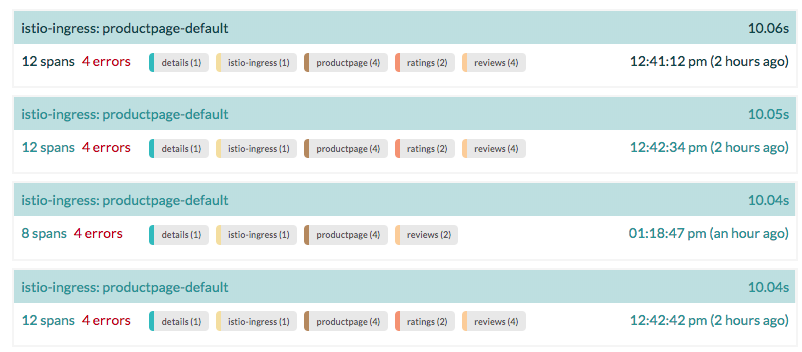 istio-ingress: productpage-default 10.06s
12 spans 4 errors details (1) istio-ingress (1) productpage (4) ratings (2) reviews (4) 12:41:12 pm (2 hours ago)
istio-ingress: productpage-default 10.05s
12 spans 4 errors details (1) istio-ingress (1) productpage (4) ratings (2) reviews (4) 12:42:34 pm (2 hours ago)
istio-ingress: productpage-default 10.04s
8 spans 4 errors details (1) istio-ingress (1) productpage (4) reviews (2) 01:18:47 pm (an hour ago)
istio-ingress: productpage-default 10.04s
12 spans 4 errors details (1) istio-ingress (1) productpage (4) ratings (2) reviews (4) 12:42:42 pm (2 hours ago)